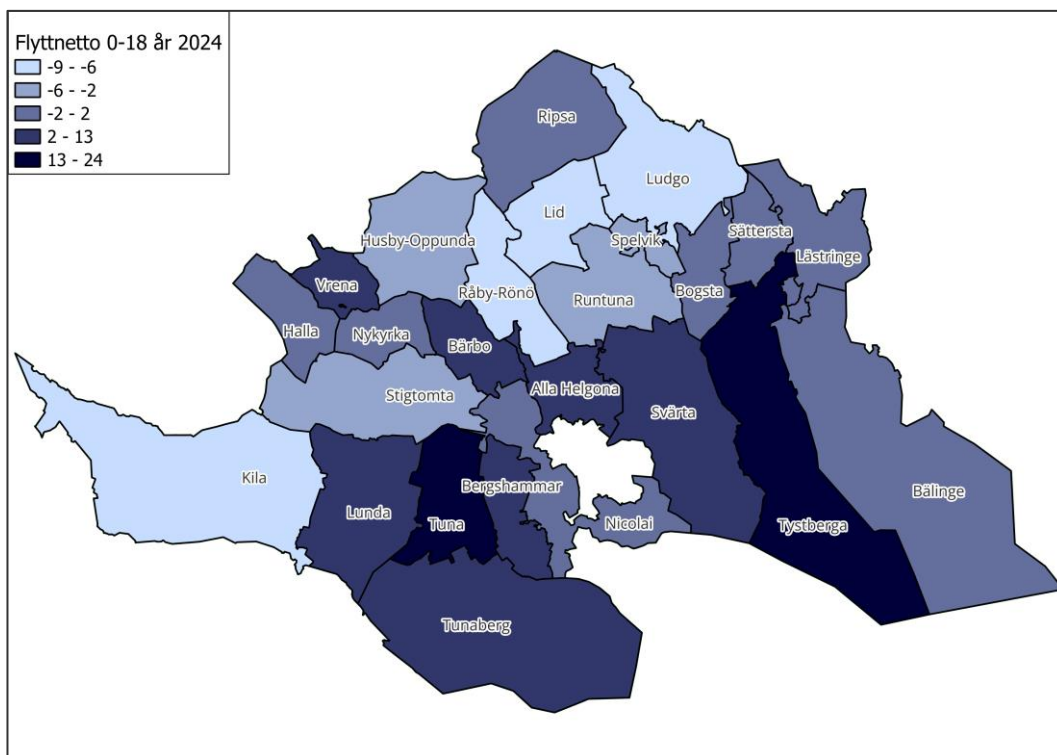 Flyttnetto 0-18 år 2024
-9 - -6
-6 - -2
-2 - 2
2 - 13
13 - 24
Ripsa
Ludgo
Lid
Husby-Oppunda
Spelvik
Sättersta
Lästringe
Vrena
Råby-Rönö
Runtuna
Bogsta
Halla
Nykyrka
Bärbo
Stigtomta
Alla Helgona
Svärta
Kila
Bergshammar
Bälinge
Lunda
Tuna
Nicolai
Tystberga
Tunaberg